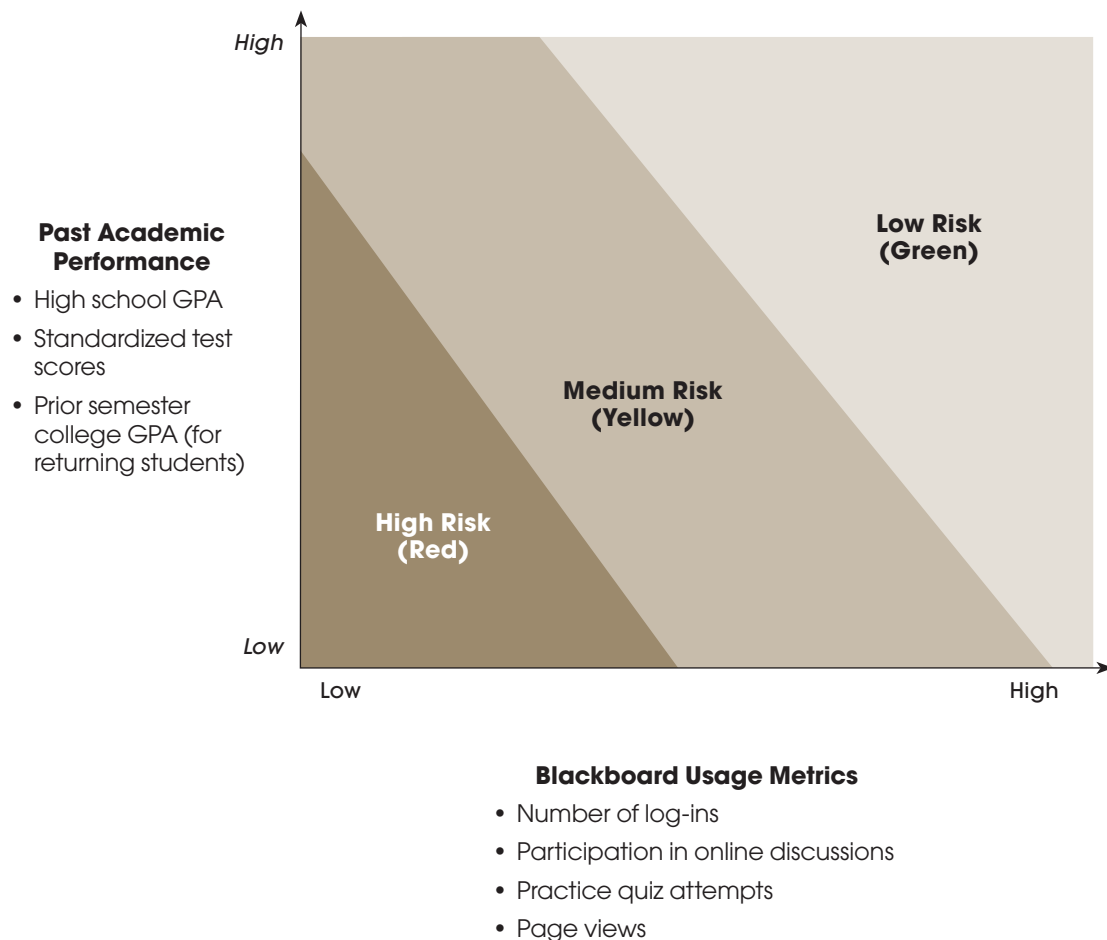 High
Past Academic
Performance
• High school GPA
• Standardized test
scores
• Prior semester
college GPA (for
returning students)
Low Risk
(Green)
Medium Risk
(Yellow)
High Risk
(Red)
Low
Low
High
Blackboard Usage Metrics
• Number of log-ins
• Participation in online discussions
• Practice quiz attempts
• Page views